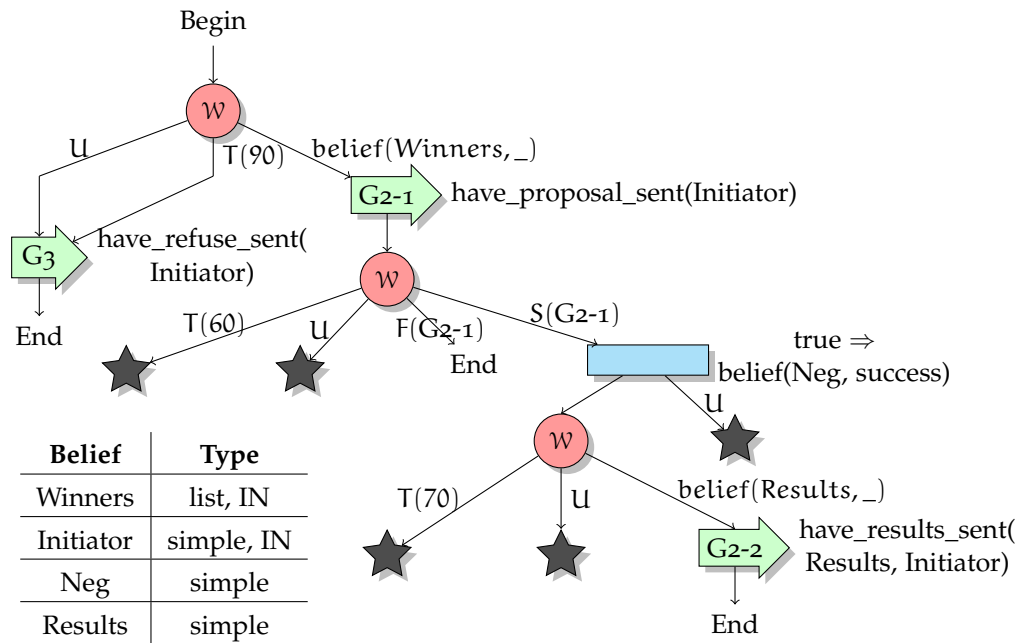 Begin
𝒲
U
T(90)
belief(Winners, _)
G2-1
have_proposal_sent(Initiator)
G3
have_refuse_sent(
Initiator)
𝒲
End
T(60)
U
F(G2-1)
S(G2-1)
End
true ⇒
belief(Neg, success)
U
𝒲
T(70)
U
belief(Results, _)
G2-2
have_results_sent(
Results, Initiator)
End
Belief Type
Winners list, IN
Initiator simple, IN
Neg simple
Results simple